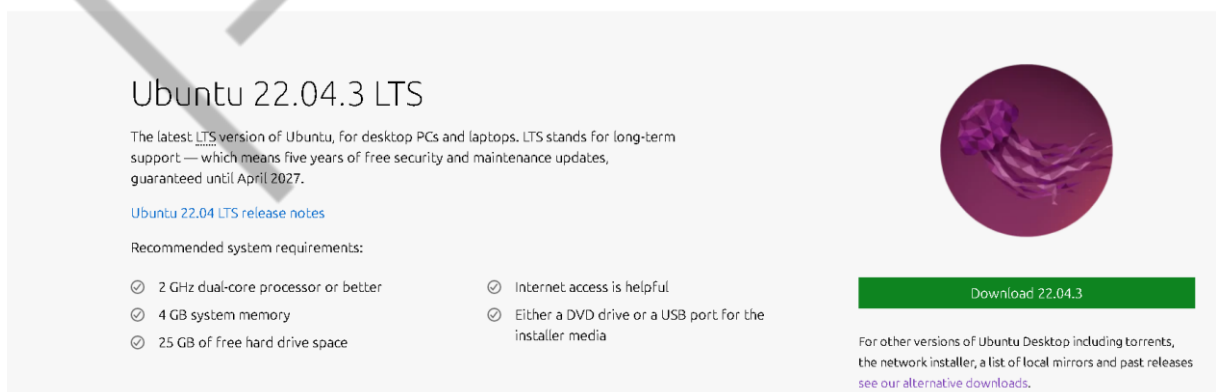 Ubuntu 22.04.3 LTS
The latest LTS version of Ubuntu, for desktop PCs and laptops. LTS stands for long-term
support — which means five years of free security and maintenance updates,
guaranteed until April 2027.
Ubuntu 22.04 LTS release notes
Recommended system requirements:
2 GHz dual-core processor or better
4 GB system memory
25 GB of free hard drive space
Internet access is helpful
Either a DVD drive or a USB port for the
installer media
Download 22.04.3
For other versions of Ubuntu Desktop including torrents,
the network installer, a list of local mirrors and past releases
see our alternative downloads.